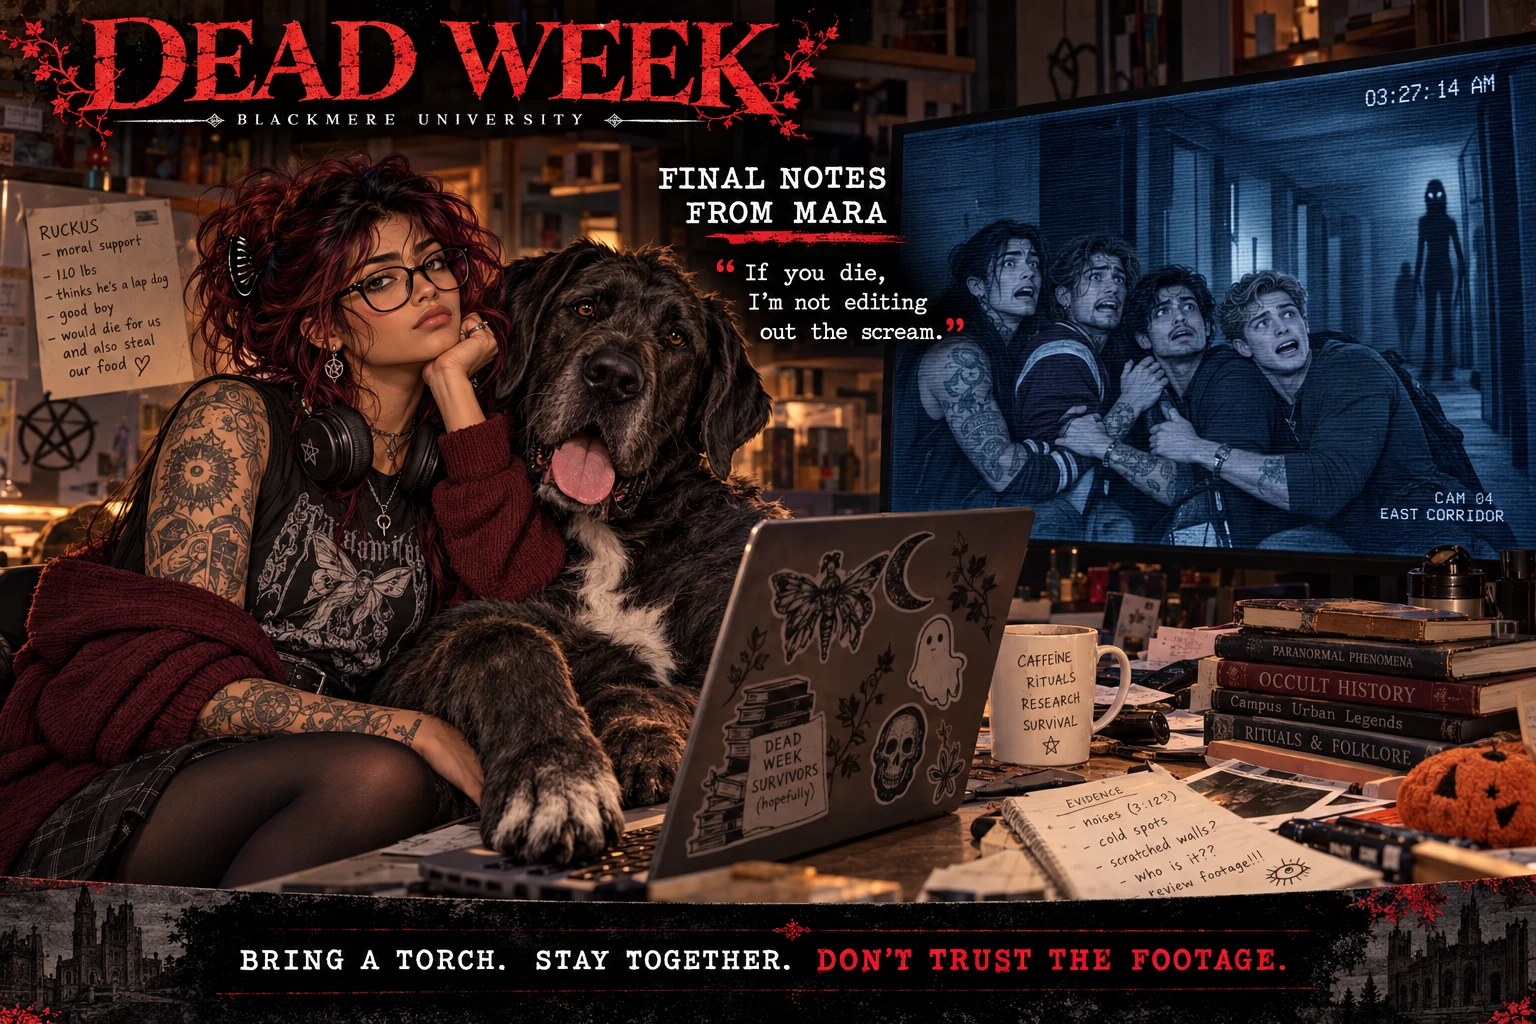 DEAD WEEK
BLACKMERE UNIVERSITY
RUCKUS
- moral support
- 110 lbs
- thinks he's a lap dog
- good boy
- would die for us
and also steal
our food ♡
FINAL NOTES
FROM MARA
“If you die,
I'm not editing
out the scream.”
03:27:14 AM
CAM 04
EAST CORRIDOR
DEAD
WEEK
SURVIVORS
(hopefully)
CAFFEINE
RITUALS
RESEARCH
SURVIVAL
PARANORMAL PHENOMENA
OCCULT HISTORY
Campus Urban Legends
RITUALS & FOLKLORE
EVIDENCE
- noises (3:12?)
- cold spots
- scratched walls?
- who is it??
- review footage!!!
BRING A TORCH. STAY TOGETHER. DON'T TRUST THE FOOTAGE.